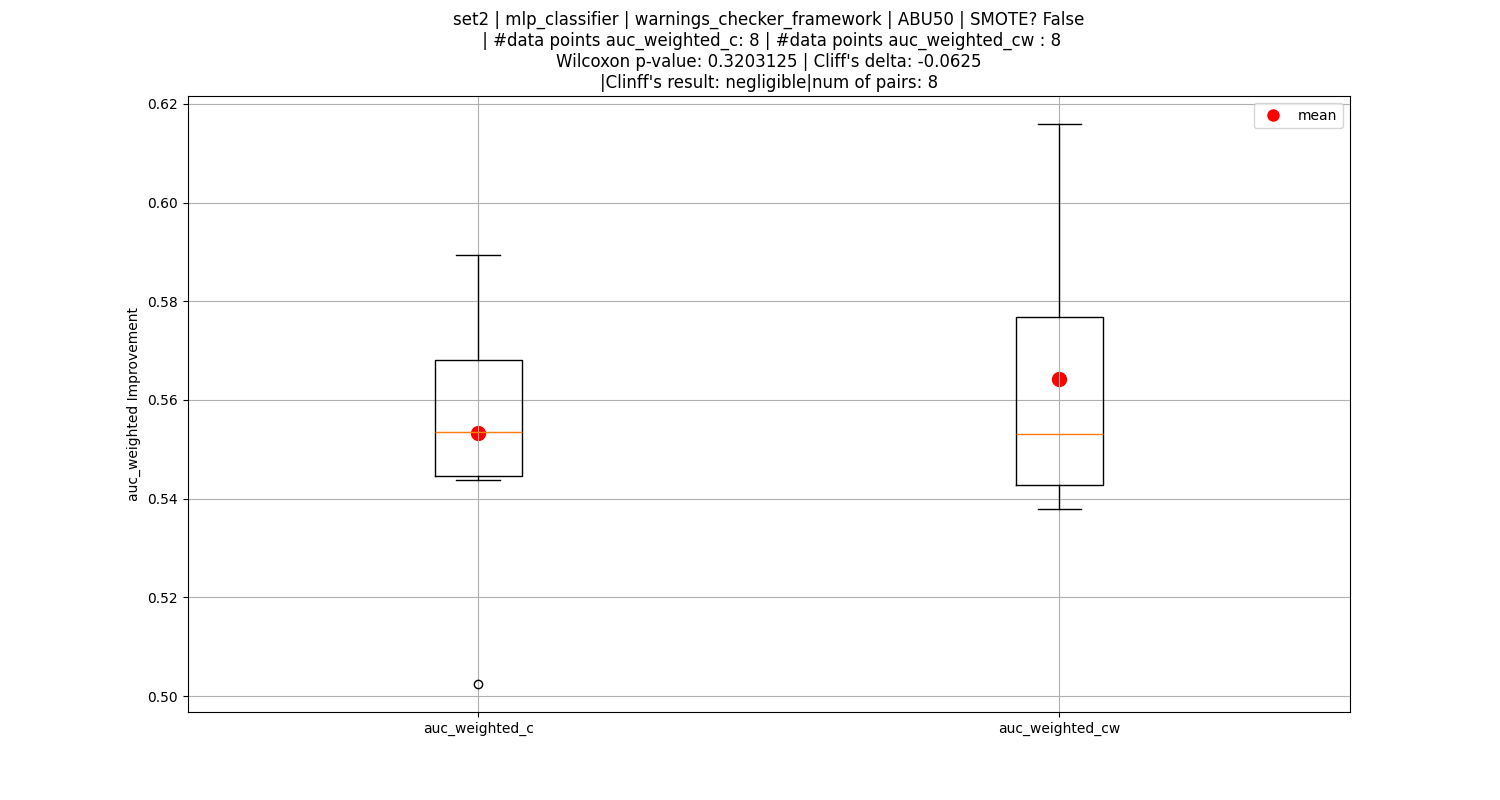 set2 | mlp_classifier | warnings_checker_framework | ABU50 | SMOTE? False
| #data points auc_weighted_c: 8 | #data points auc_weighted_cw : 8
Wilcoxon p-value: 0.3203125 | Cliff's delta: -0.0625
|Clinff's result: negligible|num of pairs: 8
mean
auc_weighted Improvement
0.62
0.60
0.58
0.56
0.54
0.52
0.50
auc_weighted_c
auc_weighted_cw